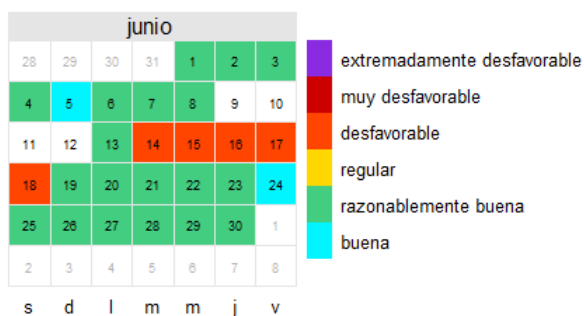 junio
28 29 30 31 1 2 3
4 5 6 7 8 9 10
11 12 13 14 15 16 17
18 19 20 21 22 23 24
25 26 27 28 29 30 1
2 3 4 5 6 7 8
s d l m m j v
extremadamente desfavorable
muy desfavorable
desfavorable
regular
razonablemente buena
buena